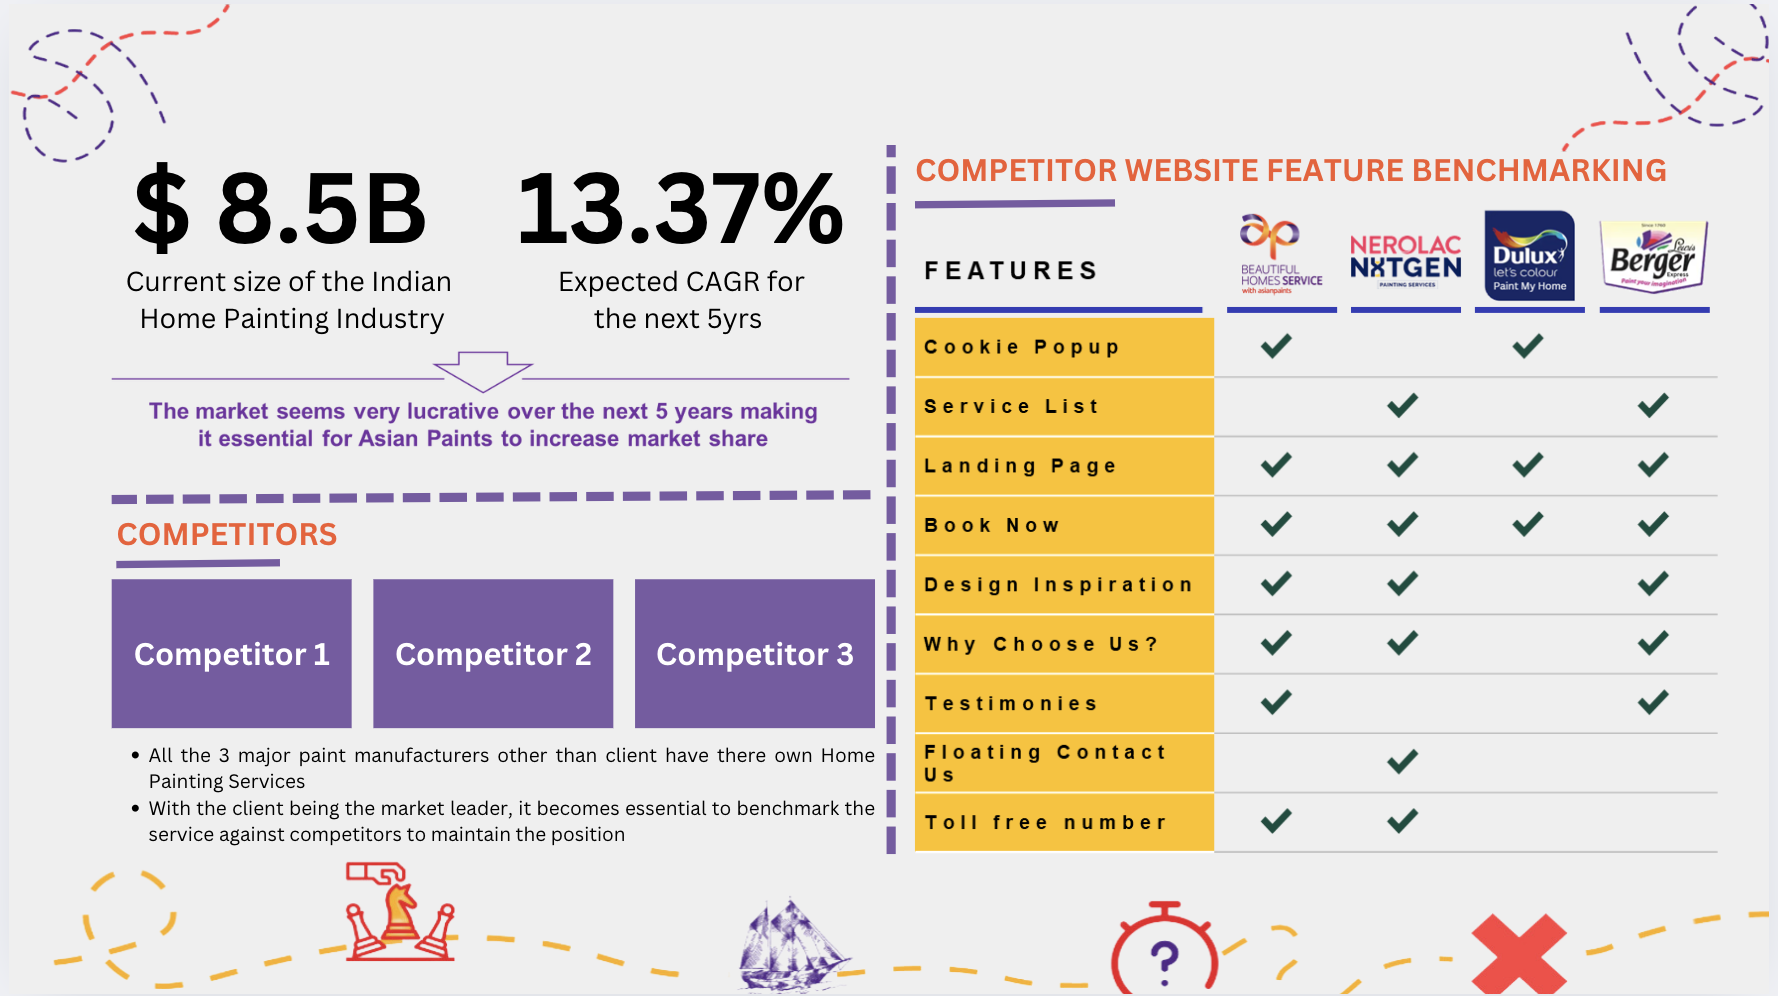 $ 8.5B
Current size of the Indian
Home Painting Industry
13.37%
Expected CAGR for
the next 5yrs
The market seems very lucrative over the next 5 years making
it essential for Asian Paints to increase market share
COMPETITORS
Competitor 1
Competitor 2
Competitor 3
• All the 3 major paint manufacturers other than client have there own Home
Painting Services
• With the client being the market leader, it becomes essential to benchmark the
service against competitors to maintain the position
COMPETITOR WEBSITE FEATURE BENCHMARKING
FEATURES
ap
BEAUTIFUL
HOMES SERVICE
with asianpaints
NEROLAC
NXTGEN
PAINTING SERVICES
Dulux
let's colour
Paint My Home
Since 1760
Lewis
Berger
Express
Paint your imagination
Cookie Popup
Service List
Landing Page
Book Now
Design Inspiration
Why Choose Us?
Testimonies
Floating Contact
Us
Toll free number
?